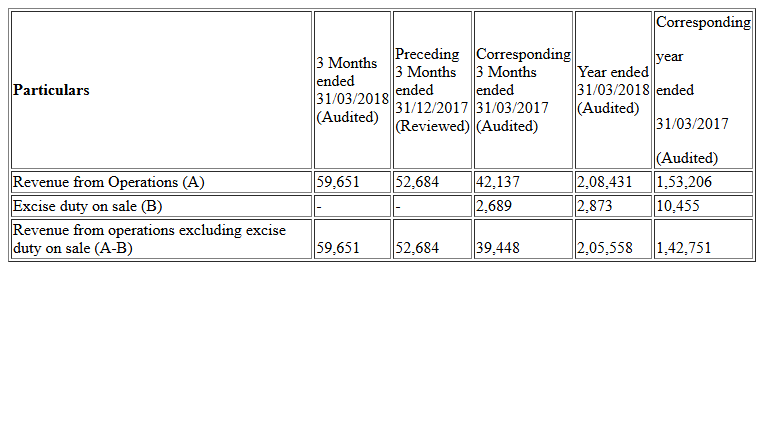 Particulars
3 Months
ended
31/03/2018
(Audited)
Preceding
3 Months
ended
31/12/2017
(Reviewed)
Corresponding
3 Months
ended
31/03/2017
(Audited)
Year ended
31/03/2018
(Audited)
Corresponding
year
ended
31/03/2017
(Audited)
Revenue from Operations (A) 59,651 52,684 42,137 2,08,431 1,53,206
Excise duty on sale (B) - - 2,689 2,873 10,455
Revenue from operations excluding excise
duty on sale (A-B) 59,651 52,684 39,448 2,05,558 1,42,751